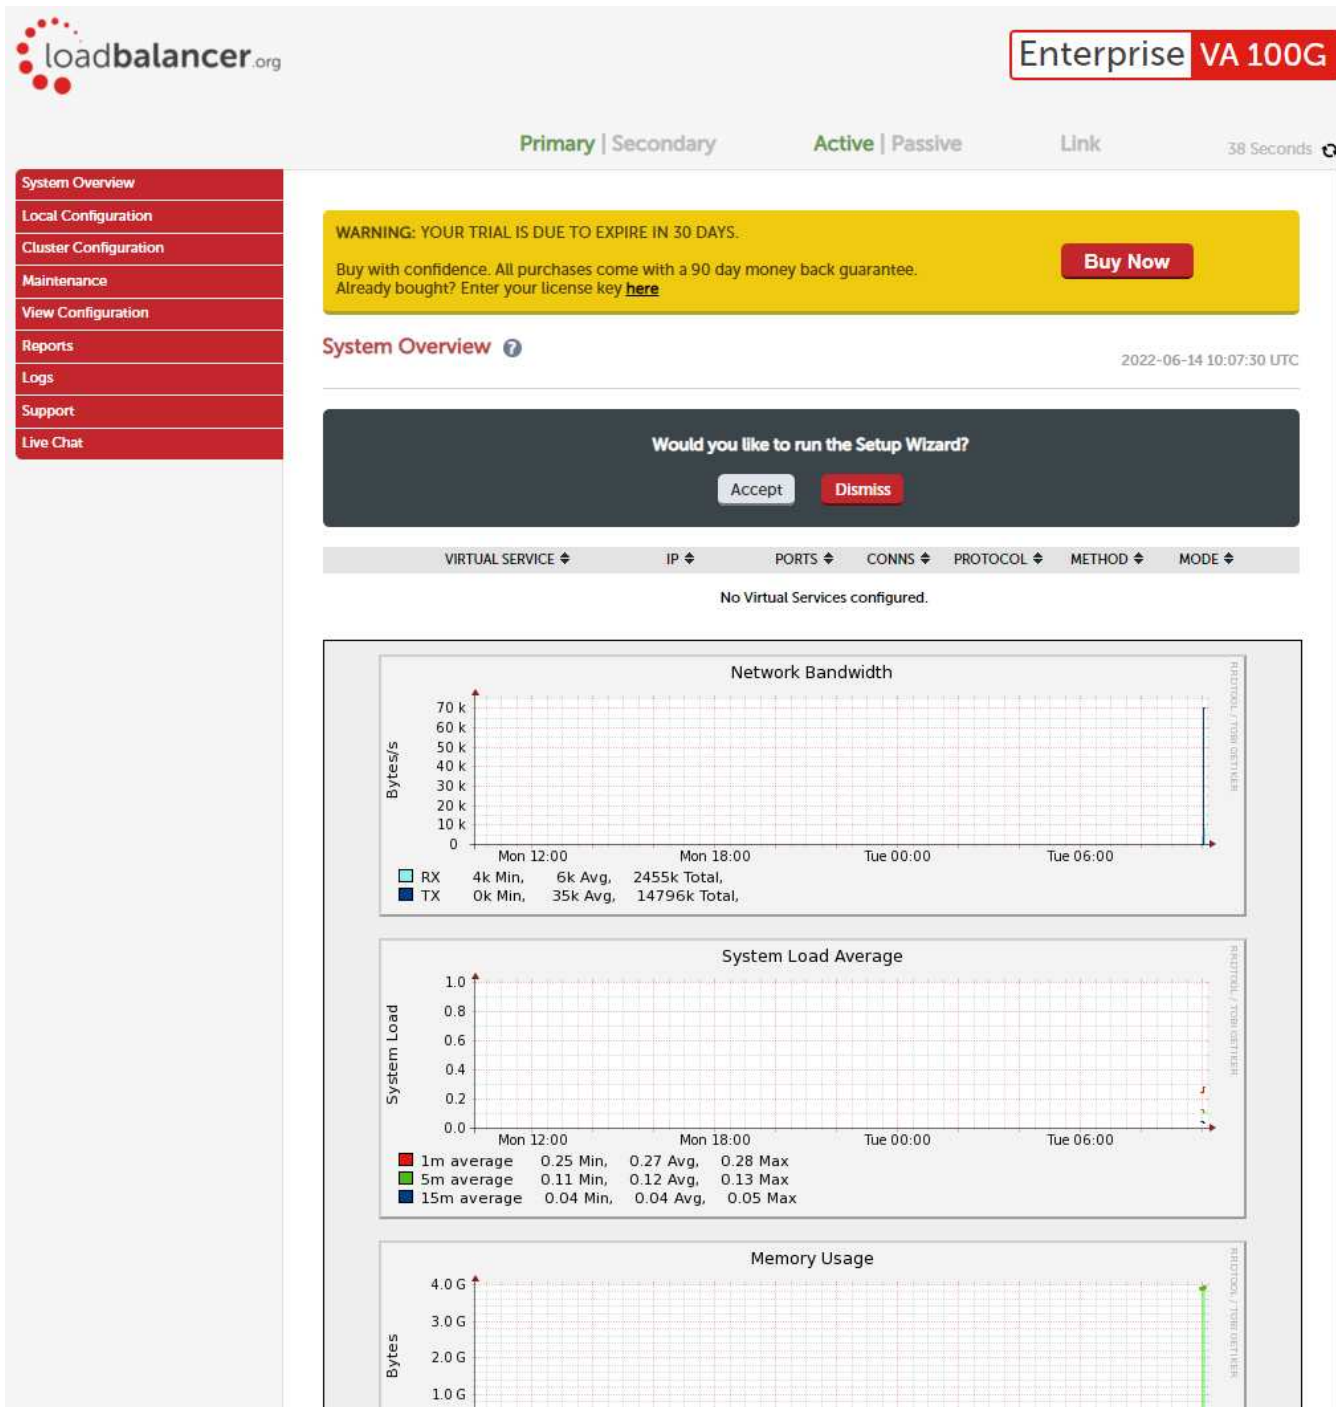 loadbalancer.org
Enterprise VA 100G
Primary | Secondary Active | Passive Link 38 Seconds
System Overview
Local Configuration
Cluster Configuration
Maintenance
View Configuration
Reports
Logs
Support
Live Chat
WARNING: YOUR TRIAL IS DUE TO EXPIRE IN 30 DAYS.
Buy with confidence. All purchases come with a 90 day money back guarantee.
Already bought? Enter your license key here
Buy Now
System Overview ?
2022-06-14 10:07:30 UTC
Would you like to run the Setup Wizard?
Accept Dismiss
VIRTUAL SERVICE IP PORTS CONNS PROTOCOL METHOD MODE
No Virtual Services configured.
Network Bandwidth
RRDTOOL / TOBI OETIKER
Bytes/s
70 k
60 k
50 k
40 k
30 k
20 k
10 k
0
Mon 12:00 Mon 18:00 Tue 00:00 Tue 06:00
RX 4k Min, 6k Avg, 2455k Total,
TX 0k Min, 35k Avg, 14796k Total,
System Load Average
RRDTOOL / TOBI OETIKER
System Load
1.0
0.8
0.6
0.4
0.2
0.0
Mon 12:00 Mon 18:00 Tue 00:00 Tue 06:00
1m average 0.25 Min, 0.27 Avg, 0.28 Max
5m average 0.11 Min, 0.12 Avg, 0.13 Max
15m average 0.04 Min, 0.04 Avg, 0.05 Max
Memory Usage
RRDTOOL / TOBI OETIKER
Bytes
4.0 G
3.0 G
2.0 G
1.0 G